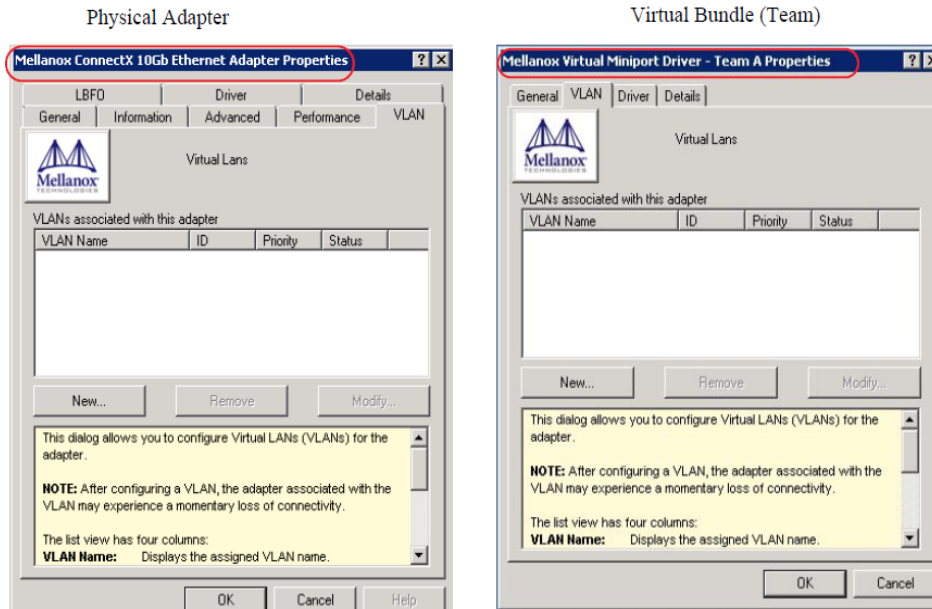 Physical Adapter
Virtual Bundle (Team)
Mellanox ConnectX 10Gb Ethernet Adapter Properties
LBFO Driver Details
General Information Advanced Performance VLAN
Mellanox
TECHNOLOGIES
Virtual Lans
VLANs associated with this adapter
VLAN Name ID Priority Status
New... Remove Modify...
This dialog allows you to configure Virtual LANs (VLANs) for the
adapter.
NOTE: After configuring a VLAN, the adapter associated with the
VLAN may experience a momentary loss of connectivity.
The list view has four columns:
VLAN Name: Displays the assigned VLAN name.
OK Cancel Help
Mellanox Virtual Miniport Driver - Team A Properties
General VLAN Driver Details
Mellanox
TECHNOLOGIES
Virtual Lans
VLANs associated with this adapter
VLAN Name ID Priority Status
New... Remove Modify...
This dialog allows you to configure Virtual LANs (VLANs) for the
adapter.
NOTE: After configuring a VLAN, the adapter associated with the
VLAN may experience a momentary loss of connectivity.
The list view has four columns:
VLAN Name: Displays the assigned VLAN name.
OK Cancel